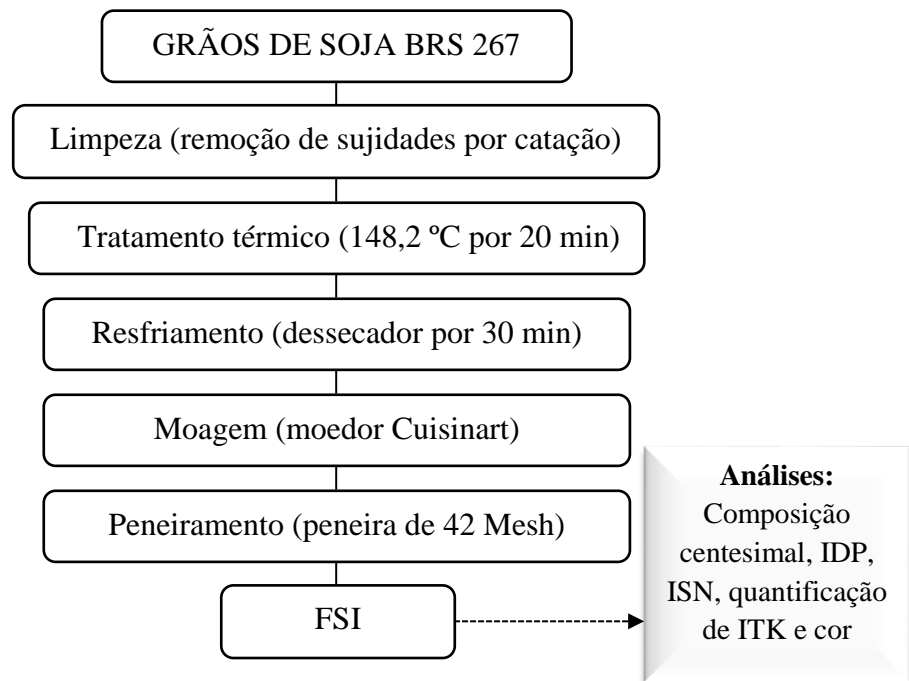 GRÃOS DE SOJA BRS 267
Limpeza (remoção de sujidades por catação)
Tratamento térmico (148,2 ºC por 20 min)
Resfriamento (dessecador por 30 min)
Moagem (moedor Cuisinart)
Peneiramento (peneira de 42 Mesh)
FSI
Análises:
Composição
centesimal, IDP,
ISN, quantificação
de ITK e cor